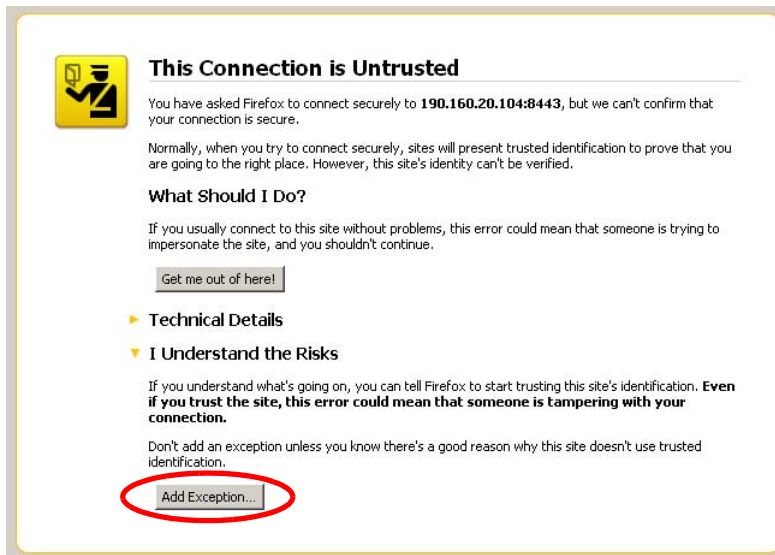 This Connection is Untrusted
You have asked Firefox to connect securely to 190.160.20.104:8443, but we can't confirm that
your connection is secure.
Normally, when you try to connect securely, sites will present trusted identification to prove that you
are going to the right place. However, this site's identity can't be verified.
What Should I Do?
If you usually connect to this site without problems, this error could mean that someone is trying to
impersonate the site, and you shouldn't continue.
Get me out of here!
Technical Details
I Understand the Risks
If you understand what's going on, you can tell Firefox to start trusting this site's identification. Even
if you trust the site, this error could mean that someone is tampering with your
connection.
Don't add an exception unless you know there's a good reason why this site doesn't use trusted
identification.
Add Exception...